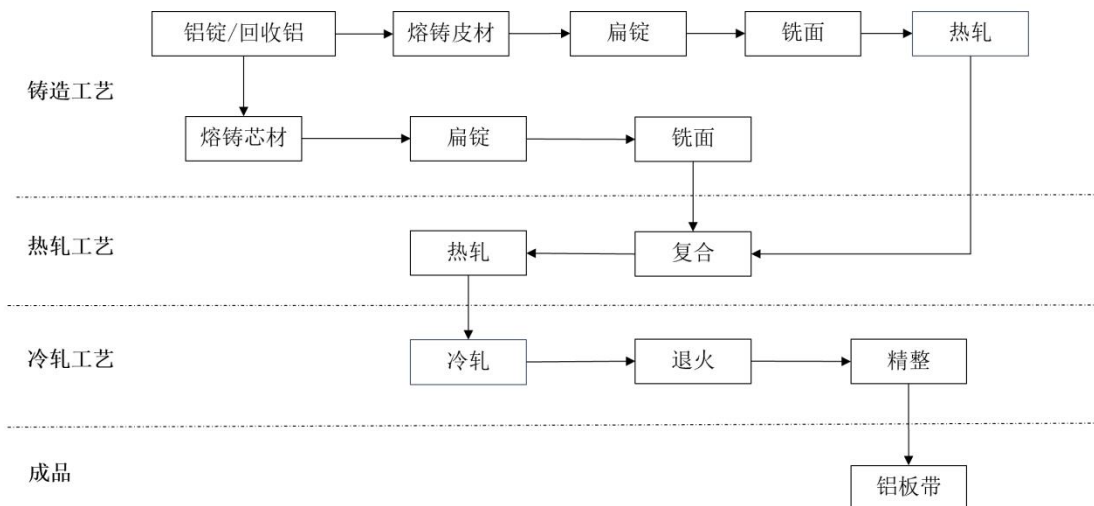 铝锭/回收铝
熔铸皮材
扁锭
铣面
热轧
铸造工艺
熔铸芯材
扁锭
铣面
热轧工艺
热轧
复合
冷轧工艺
冷轧
退火
精整
成品
铝板带